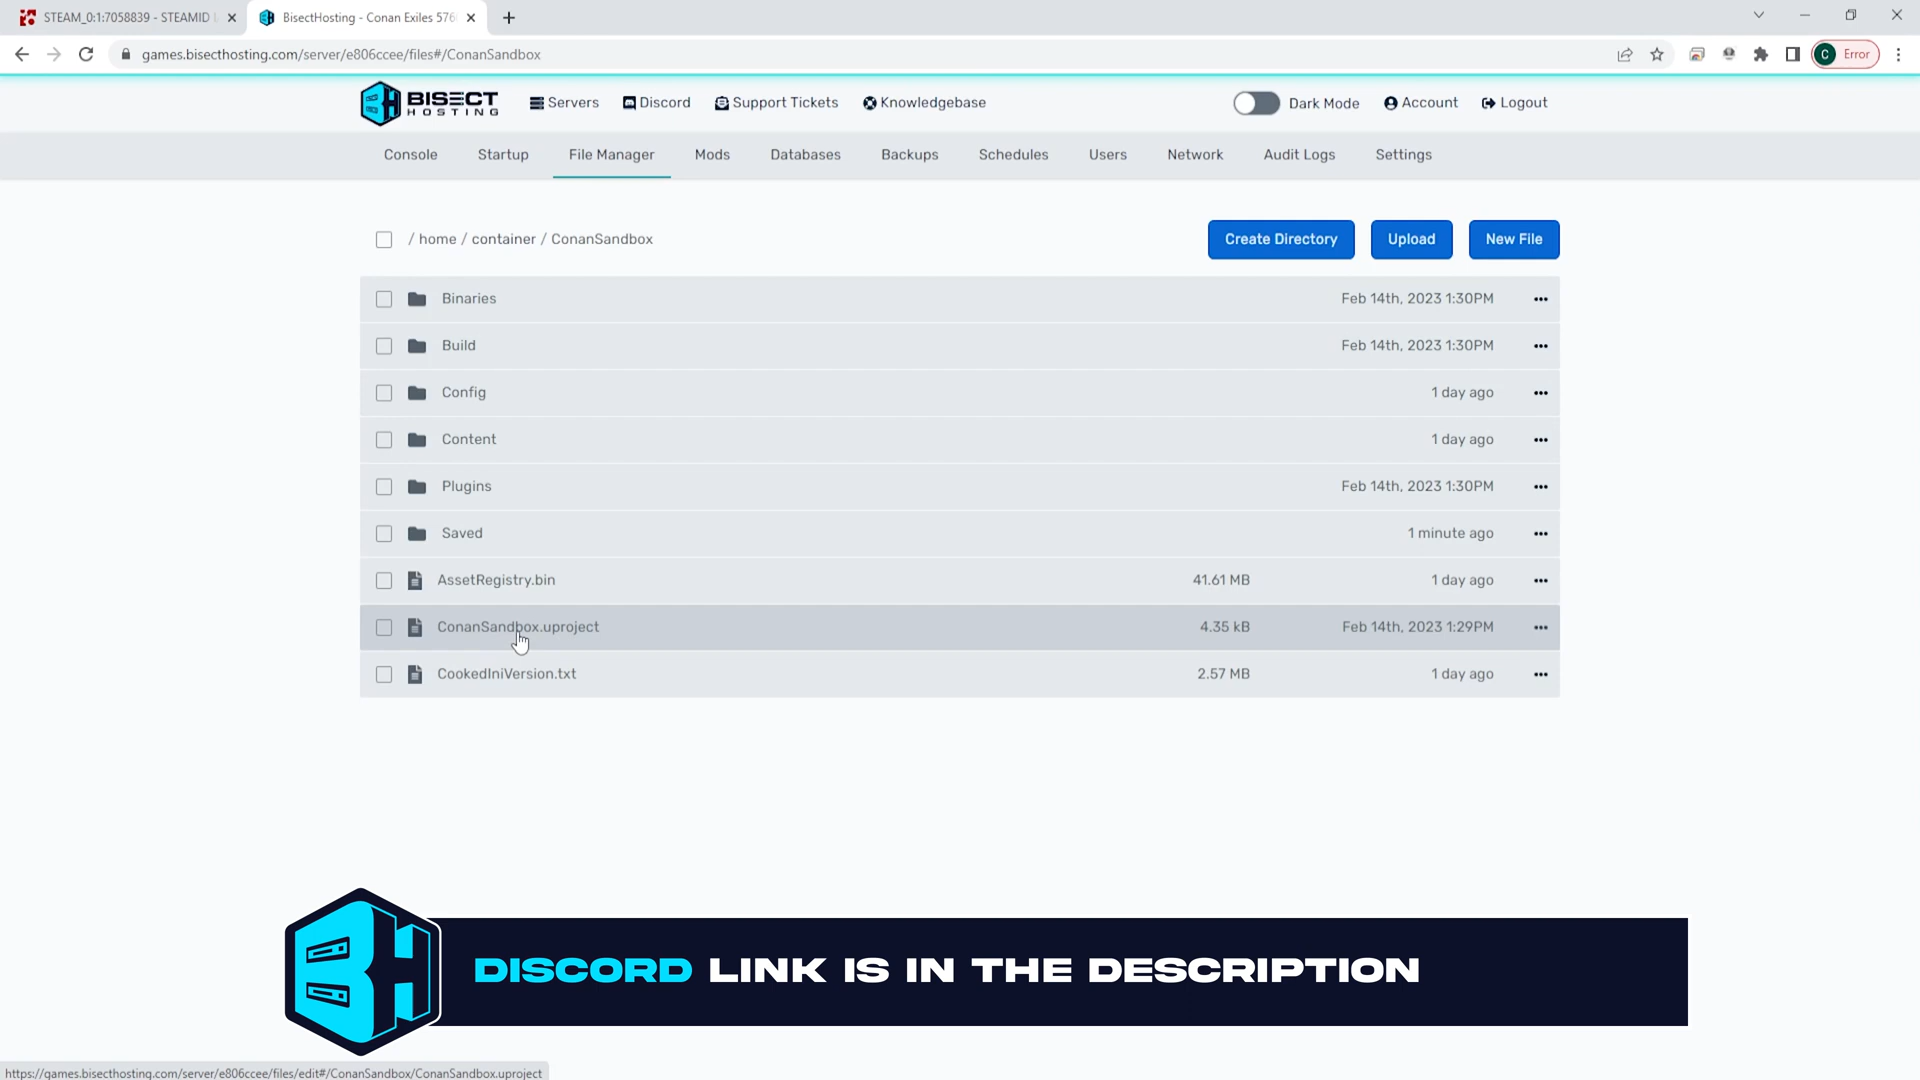 STEAM_0:1:7058839 - STEAMID
BisectHosting - Conan Exiles 576
games.bisecthosting.com/server/e806ccee/files#/ConanSandbox
C Error
BISECT HOSTING
Servers Discord Support Tickets Knowledgebase Dark Mode Account Logout
Console Startup File Manager Mods Databases Backups Schedules Users Network Audit Logs Settings
/ home / container / ConanSandbox Create Directory Upload New File
Binaries Feb 14th, 2023 1:30PM
Build Feb 14th, 2023 1:30PM
Config 1 day ago
Content 1 day ago
Plugins Feb 14th, 2023 1:30PM
Saved 1 minute ago
AssetRegistry.bin 41.61 MB 1 day ago
ConanSandbox.uproject 4.35 kB Feb 14th, 2023 1:29PM
CookedIniVersion.txt 2.57 MB 1 day ago
DISCORD LINK IS IN THE DESCRIPTION
https://games.bisecthosting.com/server/e806ccee/files/edit#/ConanSandbox/ConanSandbox.uproject